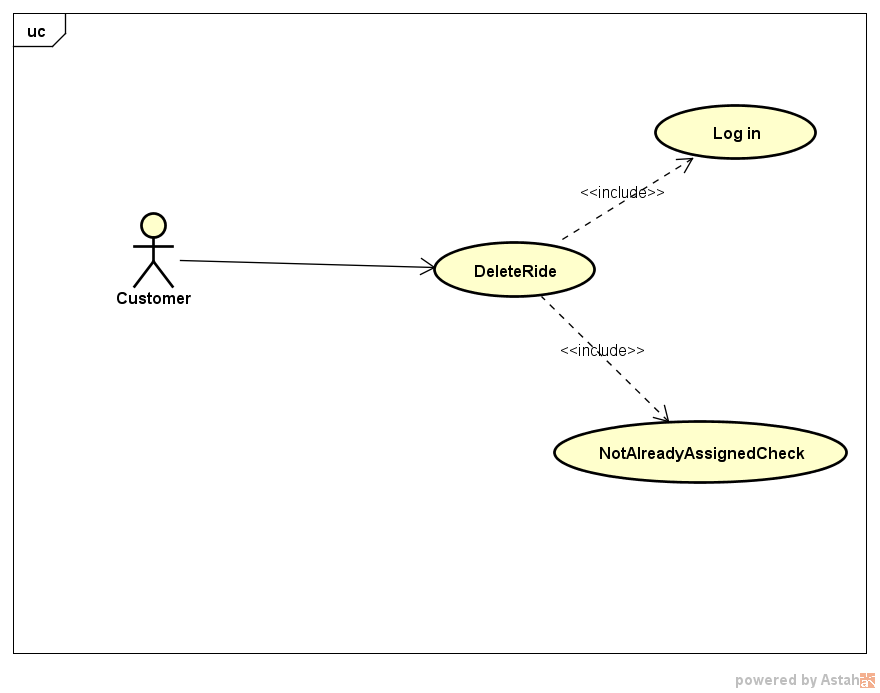 uc
Log in
<<include>>
Customer
DeleteRide
<<include>>
NotAlreadyAssignedCheck
powered by Astah